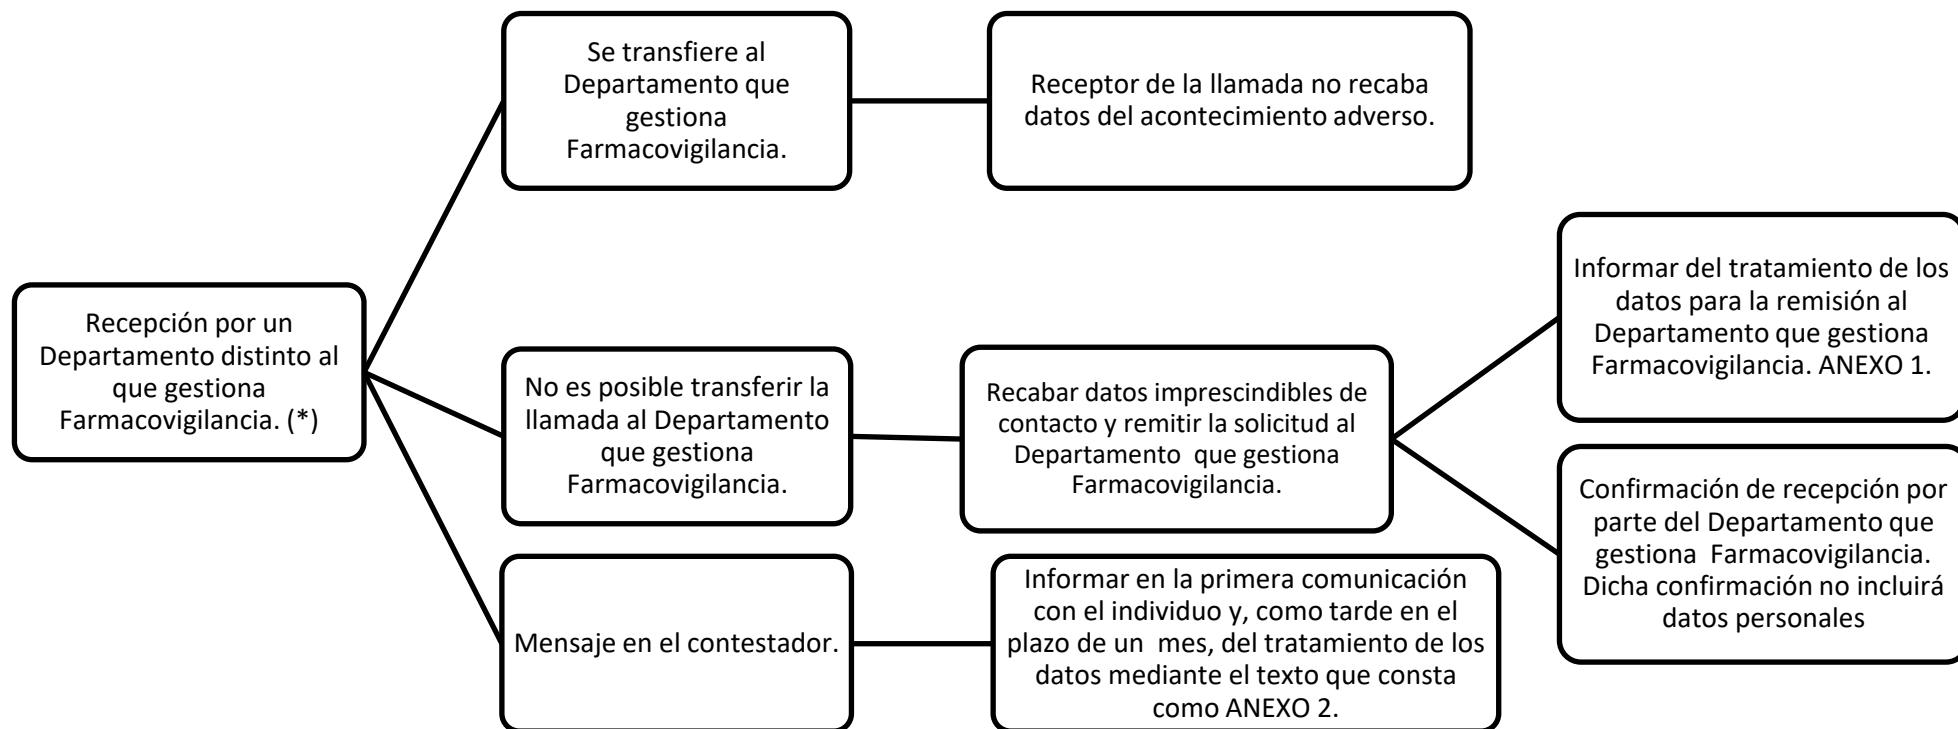 Se transfiere al
Departamento que
gestiona
Farmacovigilancia.
Receptor de la llamada no recaba
datos del acontecimiento adverso.
Recepción por un
Departamento distinto al
que gestiona
Farmacovigilancia. (*)
No es posible transferir la
llamada al Departamento
que gestiona
Farmacovigilancia.
Recabar datos imprescindibles de
contacto y remitir la solicitud al
Departamento  que gestiona
Farmacovigilancia.
Informar del tratamiento de los
datos para la remisión al
Departamento que gestiona
Farmacovigilancia. ANEXO 1.
Confirmación de recepción por
parte del Departamento que
gestiona  Farmacovigilancia.
Dicha confirmación no incluirá
datos personales
Mensaje en el contestador.
Informar en la primera comunicación
con el individuo y, como tarde en el
plazo de un  mes, del tratamiento de los
datos mediante el texto que consta
como ANEXO 2.